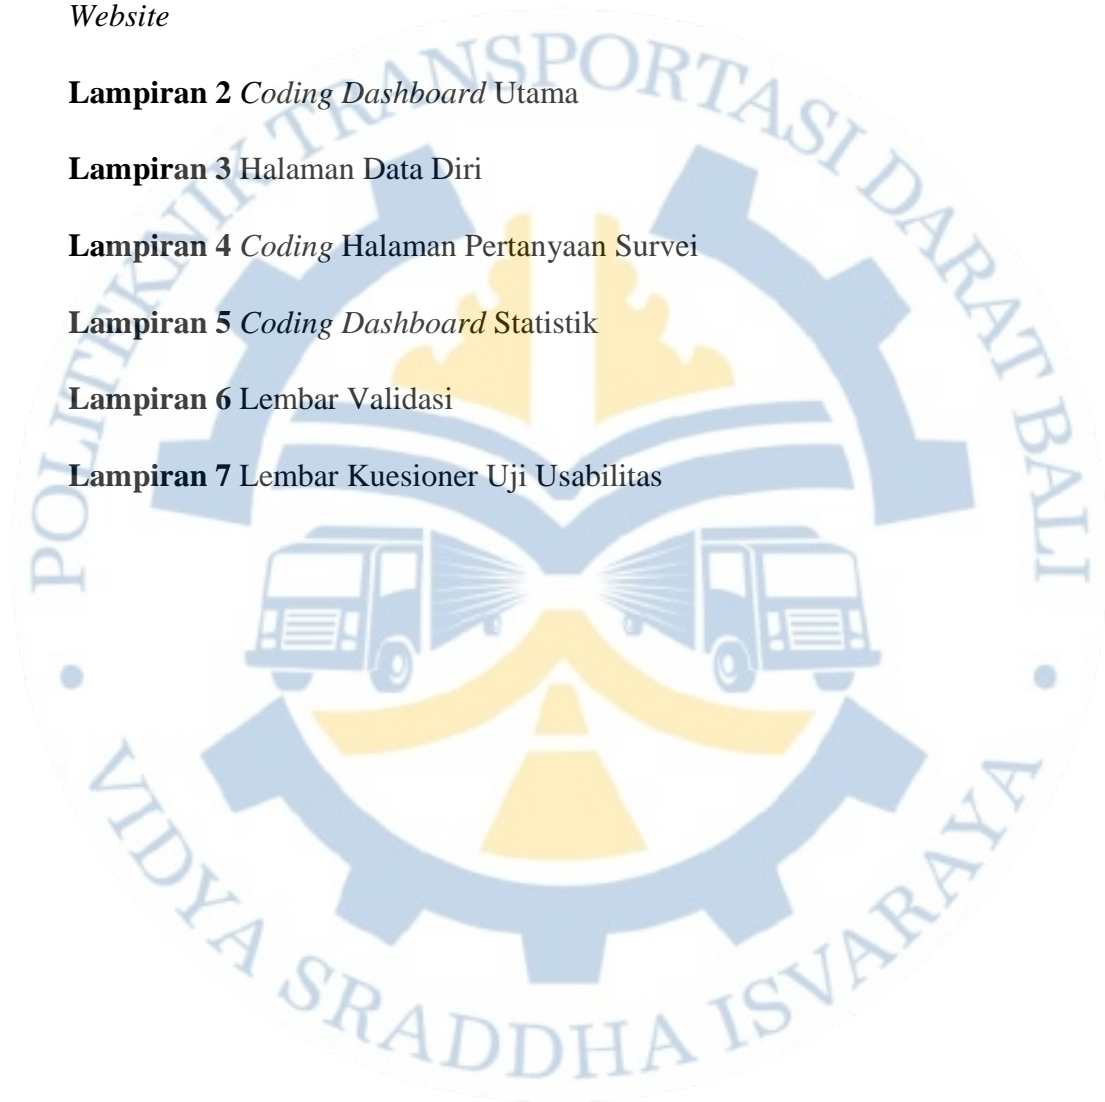 Website
Lampiran 2 Coding Dashboard Utama
Lampiran 3 Halaman Data Diri
Lampiran 4 Coding Halaman Pertanyaan Survei
Lampiran 5 Coding Dashboard Statistik
Lampiran 6 Lembar Validasi
Lampiran 7 Lembar Kuesioner Uji Usabilitas
POLITEKNIK TRANSPORTASI DARAT BALI
VIDYA SRADDHA ISVARAYA